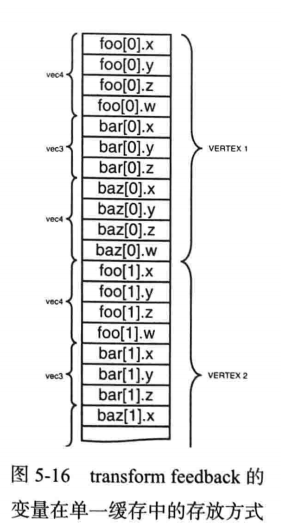 foo[0].x
foo[0].y
vec4
foo[0].z
foo[0].w
bar[0].x
vec3
bar[0].y
VERTEX 1
bar[0].z
baz[0].x
baz[0].y
vec4
baz[0].z
baz[0].w
foo[1].x
foo[1].y
vec4
foo[1].z
foo[1].w
bar[1].x
vec3
bar[1].y
VERTEX 2
bar[1].z
baz[1].x
图 5-16 transform feedback 的
变量在单一缓存中的存放方式